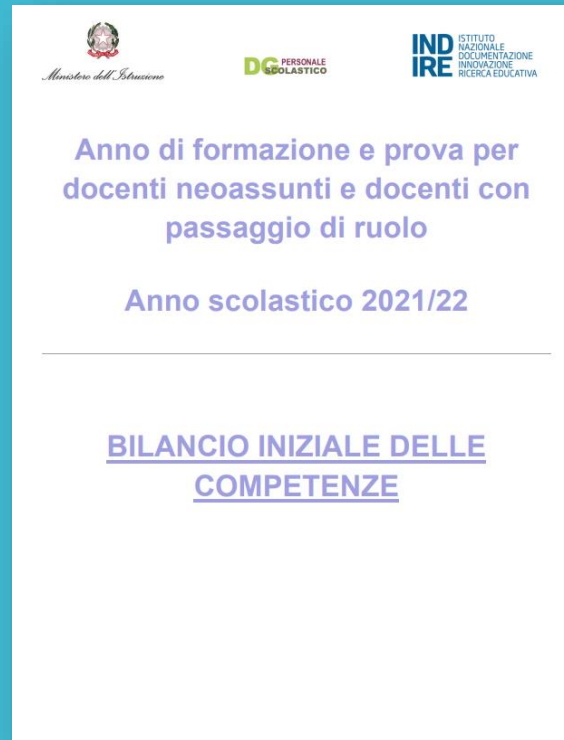 Ministero dell'Istruzione
DG PERSONALE
SCOLASTICO
IND
IRE
ISTITUTO
NAZIONALE
DOCUMENTAZIONE
INNOVAZIONE
RICERCA EDUCATIVA
Anno di formazione e prova per
docenti neoassunti e docenti con
passaggio di ruolo
Anno scolastico 2021/22
BILANCIO INIZIALE DELLE
COMPETENZE